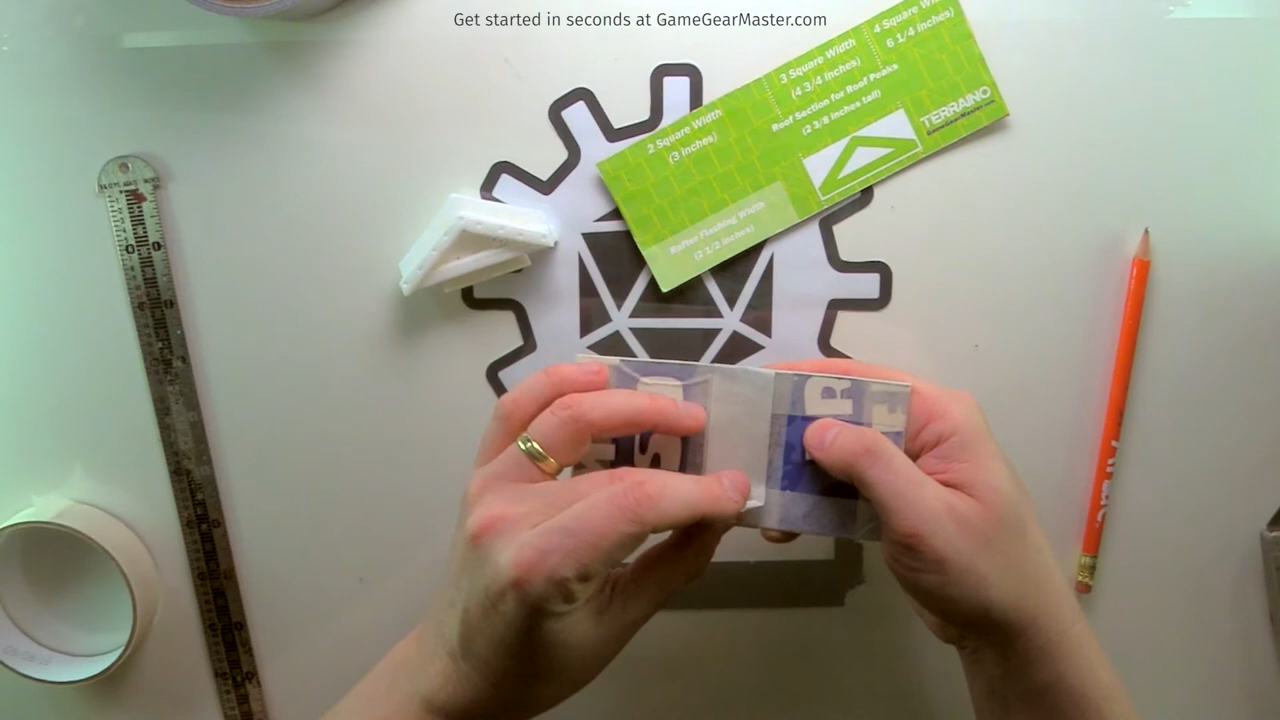 Get started in seconds at GameGearMaster.com
4 Square
6 1/4 inches)
3 Square Width
(4 3/4 inches)
2 Square Width
(3 inches)
Roof Section for Roof Peaks
(2 3/8 inches tall)
TERRAINO
GameGearMaster.com
Rafter Flashing Width
(2 1/2 inches)
S
R
F